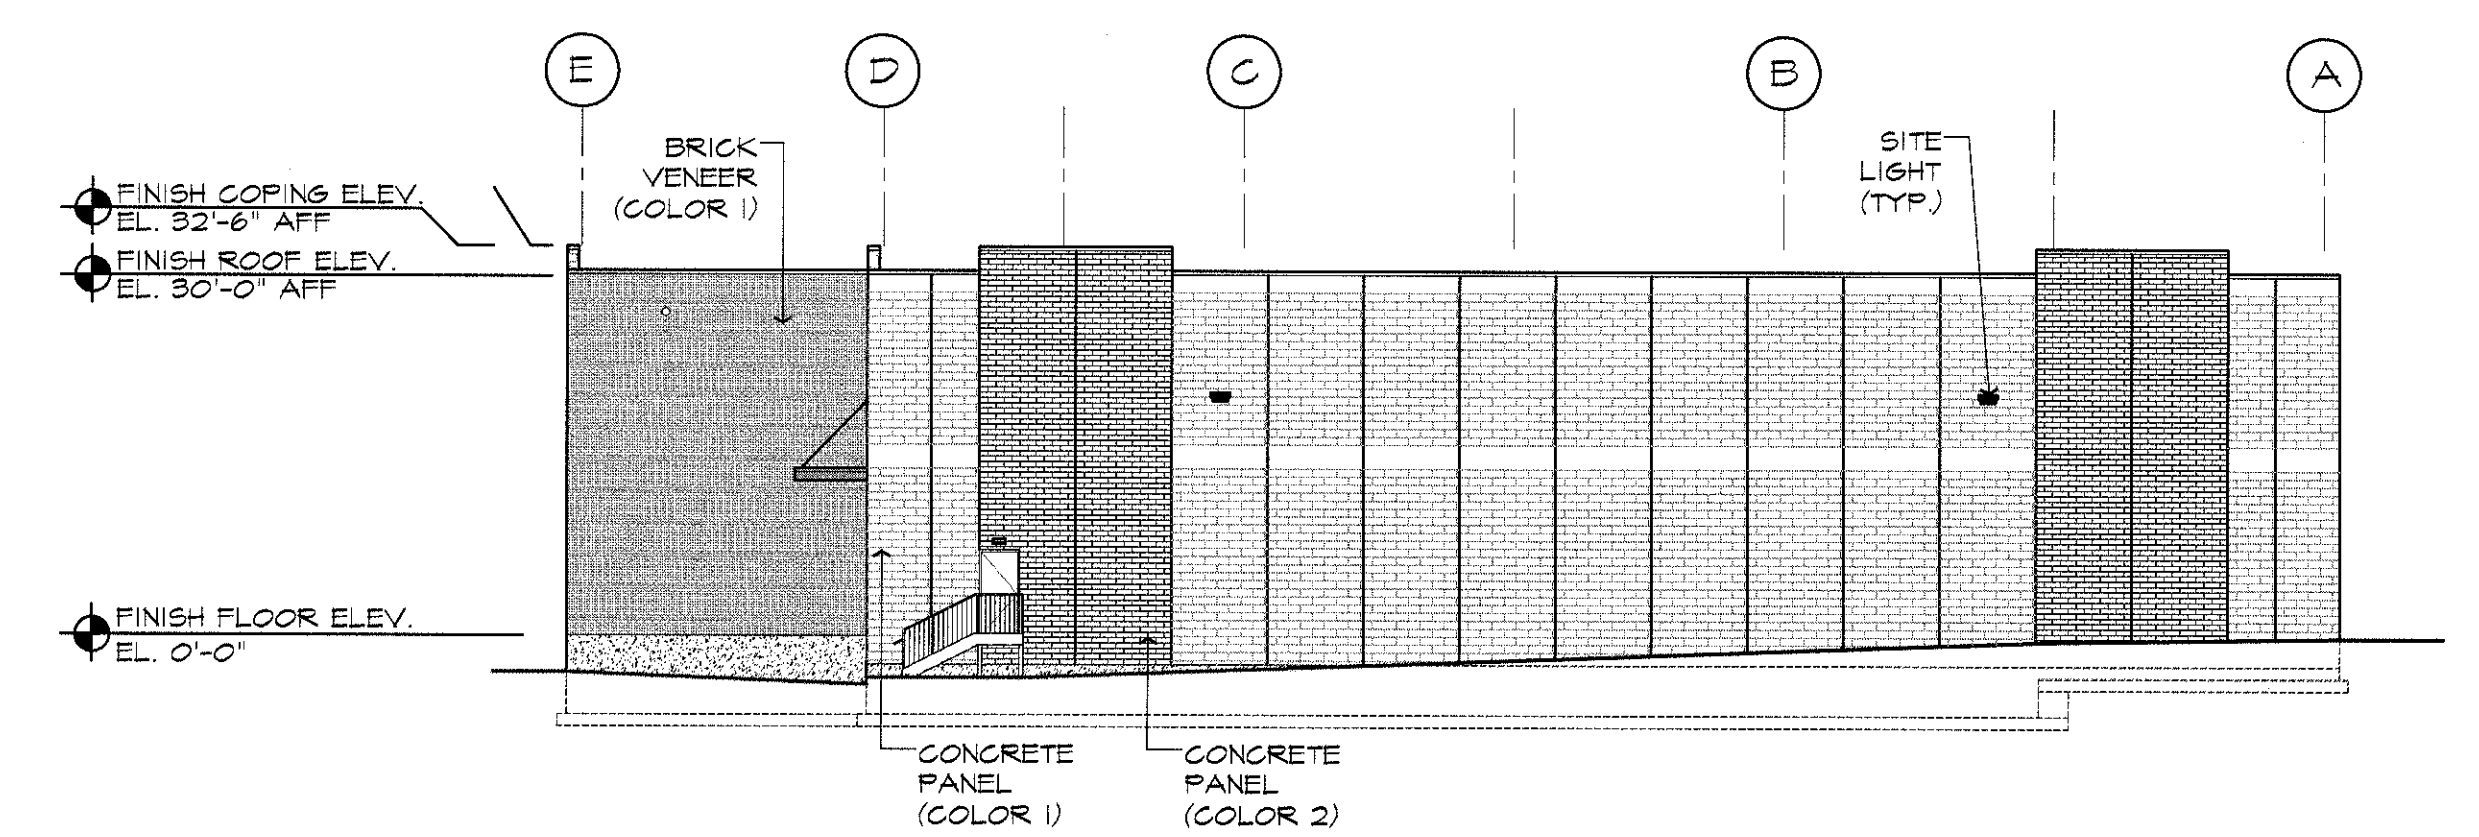 E
D
C
B
A
BRICK
VENEER
(COLOR 1)
SITE
LIGHT
(TYP.)
FINISH COPING ELEV.
EL. 32'-6" AFF
FINISH ROOF ELEV.
EL. 30'-0" AFF
FINISH FLOOR ELEV.
EL. 0'-0"
CONCRETE
PANEL
(COLOR 1)
CONCRETE
PANEL
(COLOR 2)